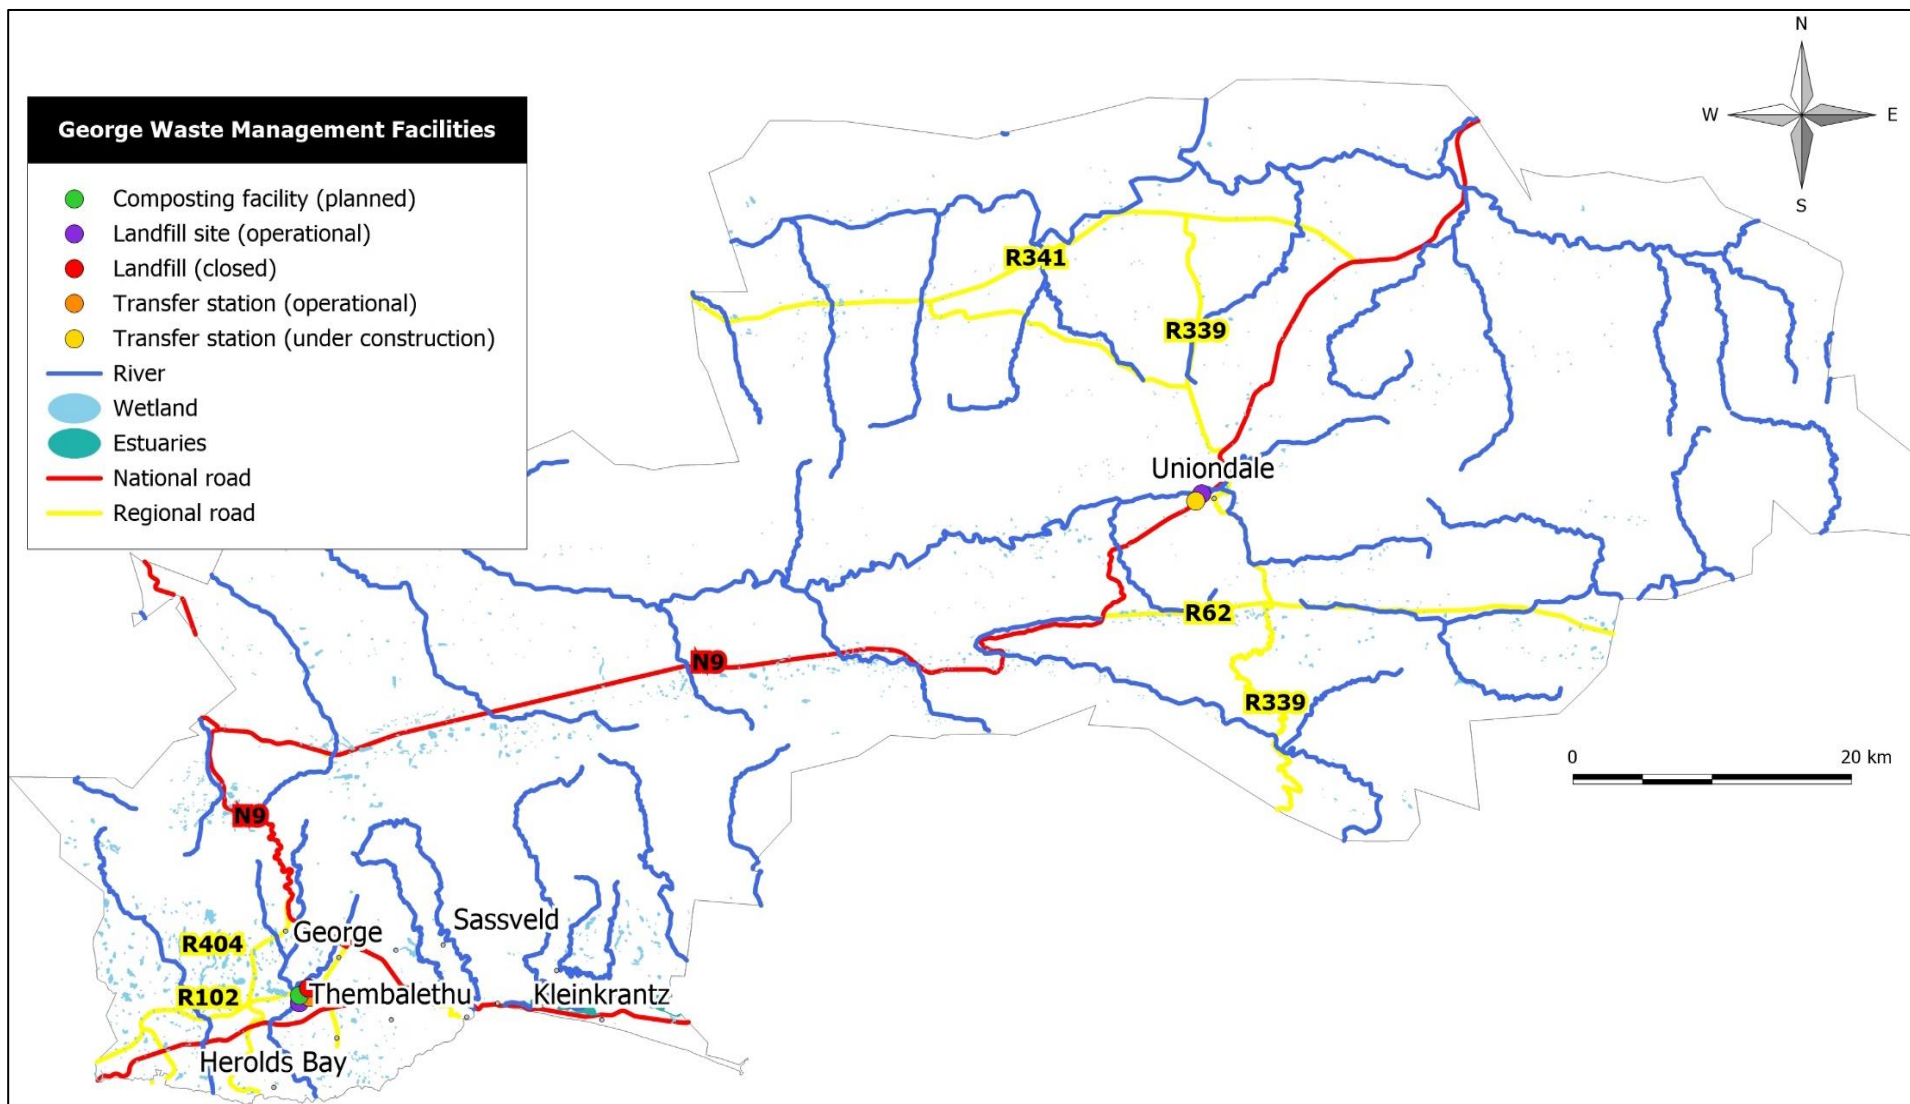 N
W
E
S
George Waste Management Facilities
Composting facility (planned)
Landfill site (operational)
Landfill (closed)
Transfer station (operational)
Transfer station (under construction)
River
Wetland
Estuaries
National road
Regional road
R341
R339
Uniondale
R62
N9
R339
0 20 km
N9
Sassveld
George
R404
Thembalethu
Kleinkrantz
R102
Herolds Bay